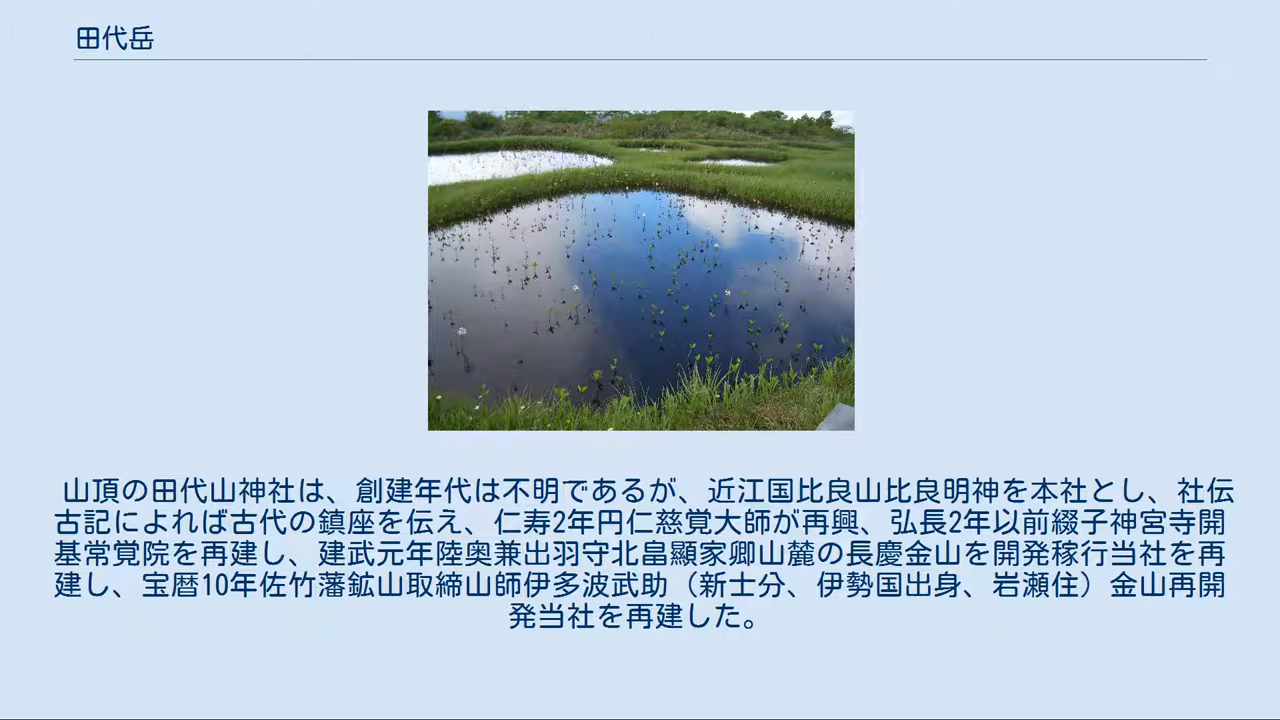 田代岳
山頂の田代山神社は、創建年代は不明であるが、近江国比良山比良明神を本社とし、社伝
古記によれば古代の鎮座を伝え、仁寿2年円仁慈覚大師が再興、弘長2年以前綴子神宮寺開
基常覚院を再建し、建武元年陸奥兼出羽守北畠顯家卿山麓の長慶金山を開発稼行当社を再
建し、宝暦10年佐竹藩鉱山取締山師伊多波武助（新士分、伊勢国出身、岩瀬住）金山再開
発当社を再建した。